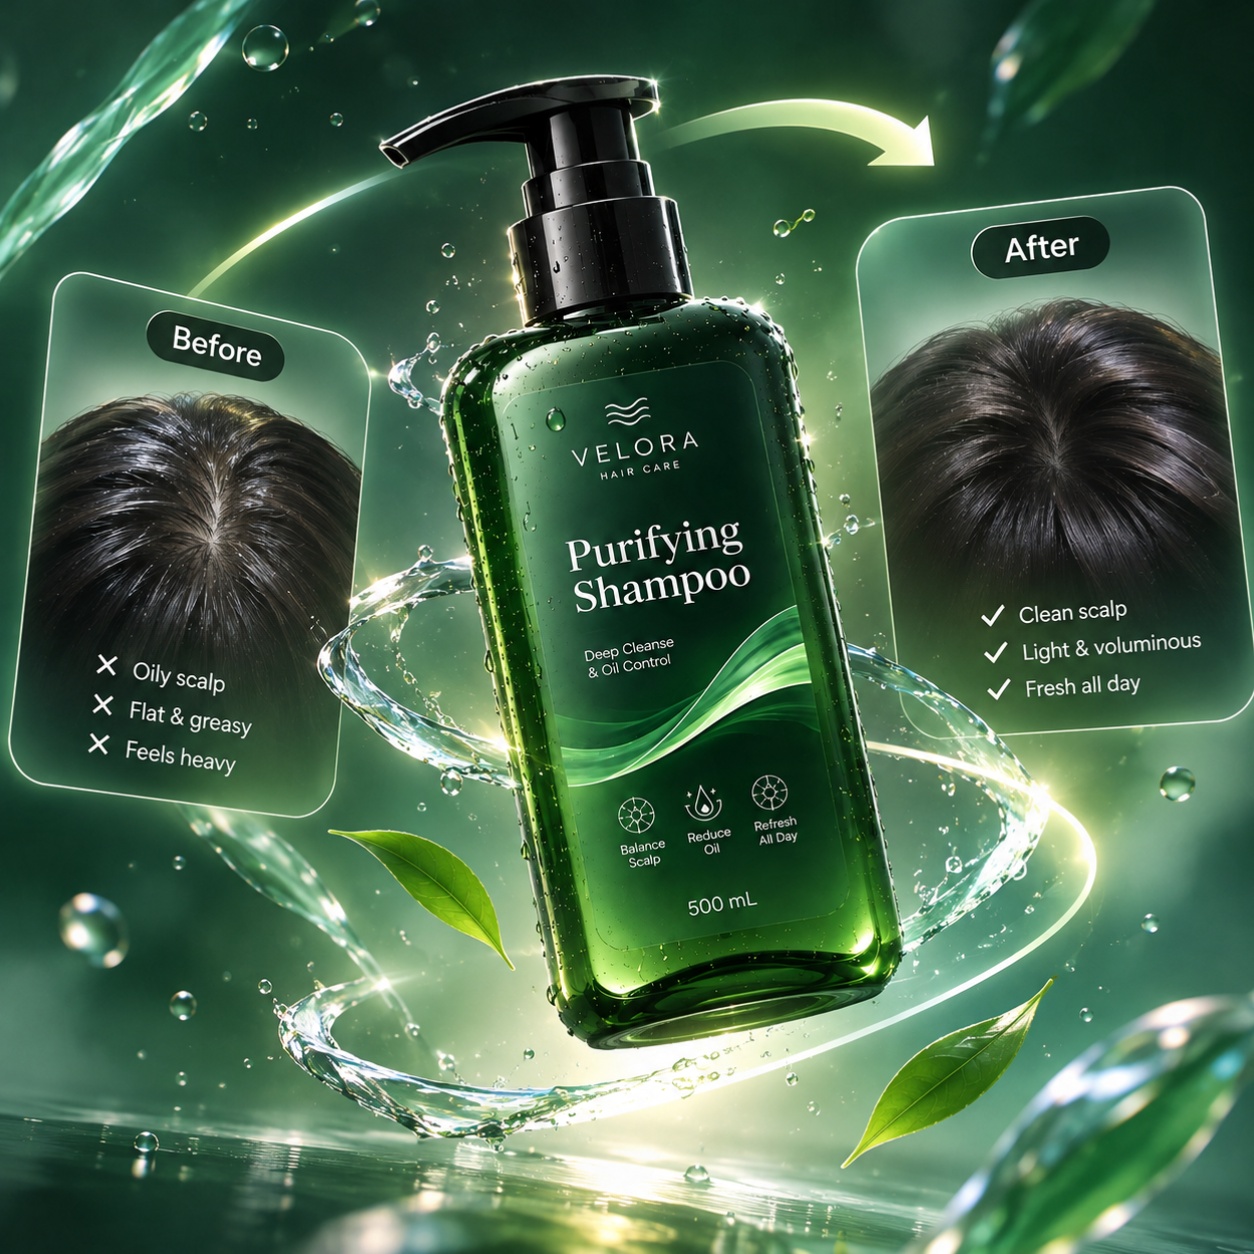 Before
Oily scalp
Flat & greasy
Feels heavy
VELORA
HAIR CARE
Purifying
Shampoo
Deep Cleanse
& Oil Control
Balance
Scalp
Reduce
Oil
Refresh
All Day
500 mL
After
Clean scalp
Light & voluminous
Fresh all day